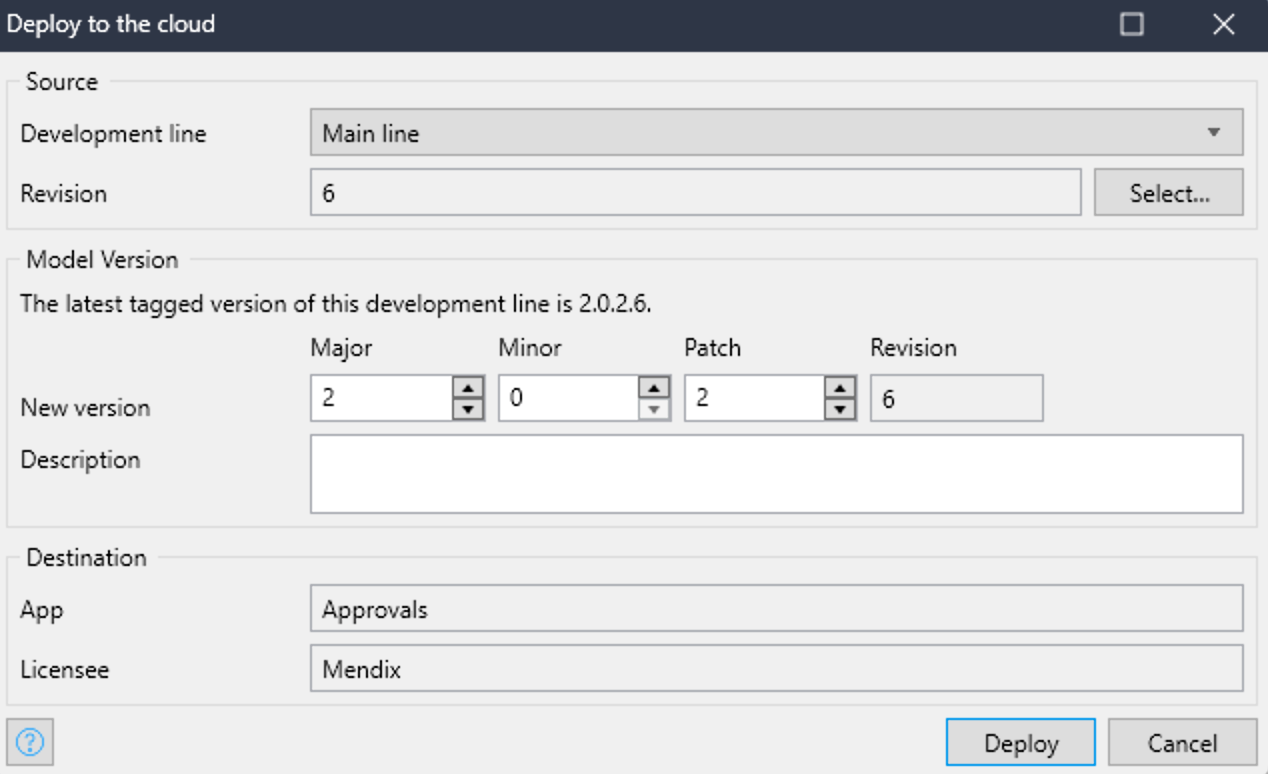 Deploy to the cloud
Source
Development line Main line
Revision 6 Select...
Model Version
The latest tagged version of this development line is 2.0.2.6.
Major Minor Patch Revision
New version 2 0 2 6
Description
Destination
App Approvals
Licensee Mendix
? Deploy Cancel